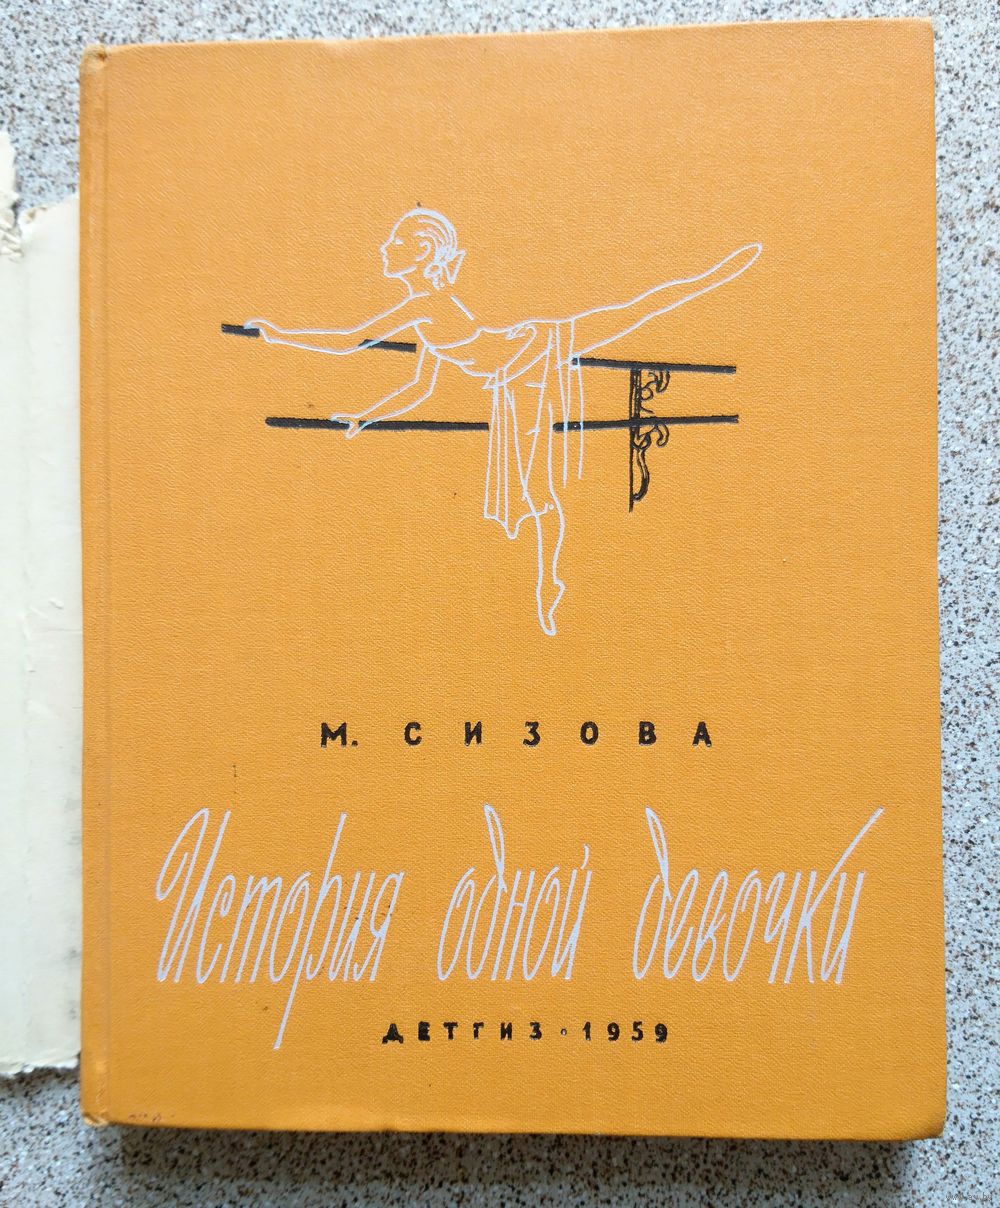 М. СИЗОВА
История одной девочки
ДЕТГИЗ · 1959